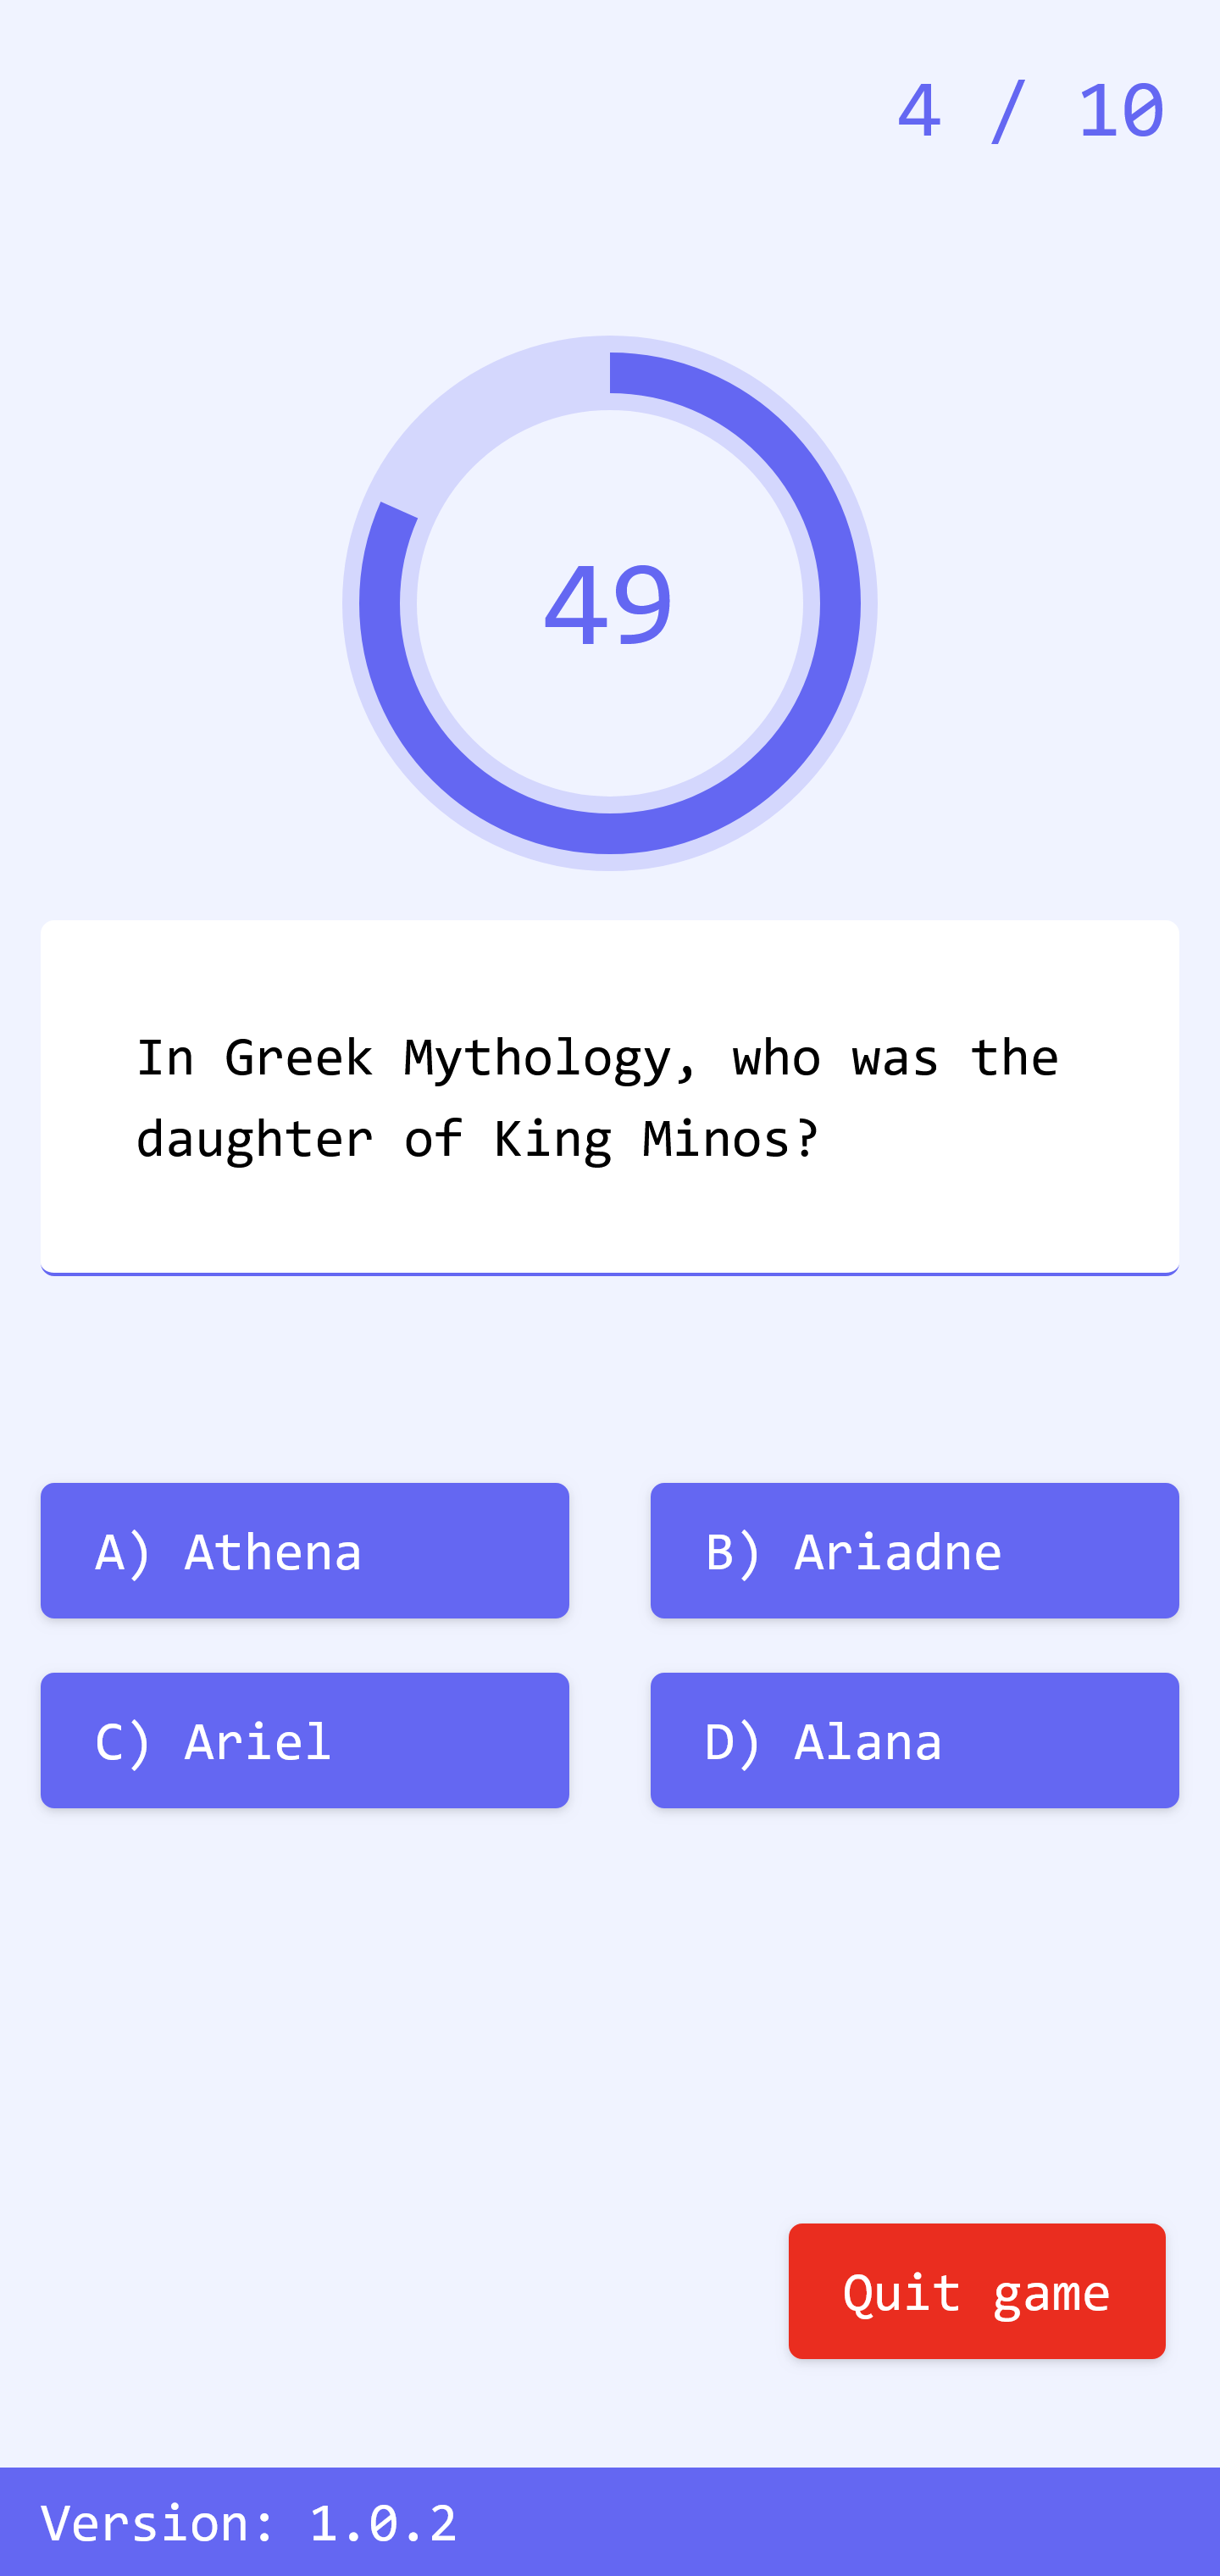 4 / 10
49
In Greek Mythology, who was the
daughter of King Minos?
A) Athena
B) Ariadne
C) Ariel
D) Alana
Quit game
Version: 1.0.2